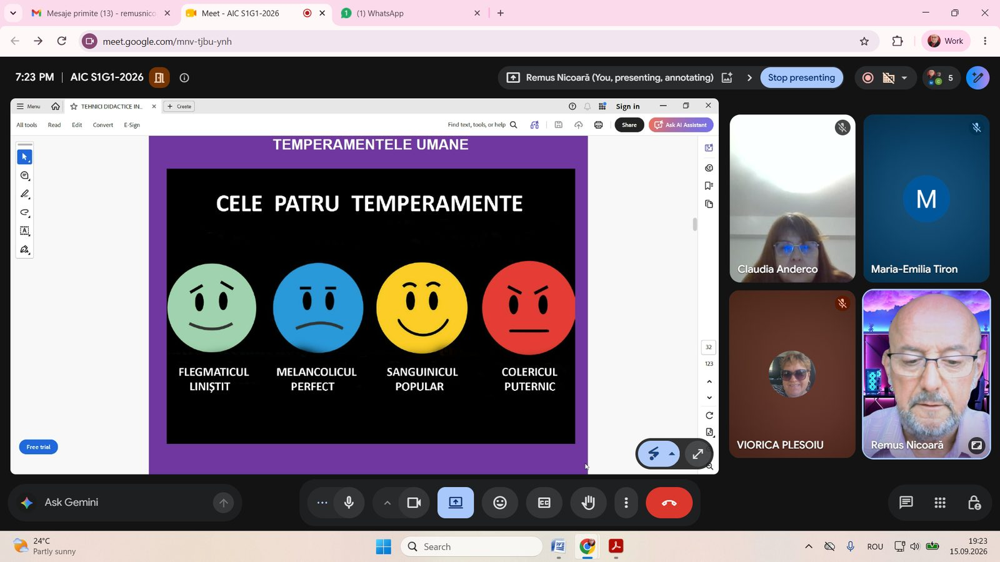 Mesaje primite (13) - remusnico
Meet - AIC S1G1-2026
(1) WhatsApp
meet.google.com/mnv-tjbu-ynh
Work
7:23 PM | AIC S1G1-2026
Remus Nicoară (You, presenting, annotating)
Stop presenting
5
Menu
TEHNICI DIDACTICE IN...
+ Create
Sign in
All tools
Read
Edit
Convert
E-Sign
Find text, tools, or help
Share
Ask AI Assistant
TEMPERAMENTELE UMANE
CELE PATRU TEMPERAMENTE
FLEGMATICUL
LINIȘTIT
MELANCOLICUL
PERFECT
SANGUINICUL
POPULAR
COLERICUL
PUTERNIC
32
123
Free trial
Claudia Anderco
M
Maria-Emilia Tiron
VIORICA PLESOIU
Remus Nicoară
Ask Gemini
24°C
Partly sunny
Search
ROU
19:23
15.09.2026